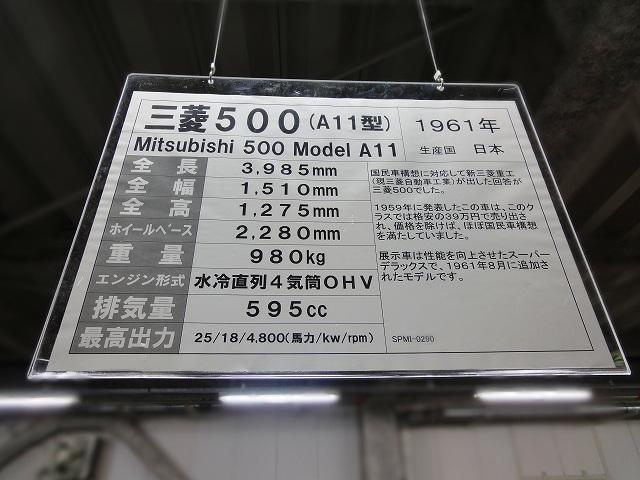 三菱500(A11型)
Mitsubishi 500 Model A11
1961年
生産国 日本
全長 3,985mm
全幅 1,510mm
全高 1,275mm
ホイールベース 2,280mm
重量 980kg
エンジン形式 水冷直列4気筒OHV
排気量 595cc
最高出力 25/18/4,800(馬力/kw/rpm)
国民車構想に対応して新三菱重工
(現三菱自動車工業)が出した回答が
三菱500でした。
1959年に発表したこの車は、このク
ラスでは格安の39万円で売り出さ
れ、価格を除けば、ほぼ国民車構想
を満たしていました。
展示車は性能を向上させたスーパー
デラックスで、1961年8月に追加さ
れたモデルです。
SPMI-0290